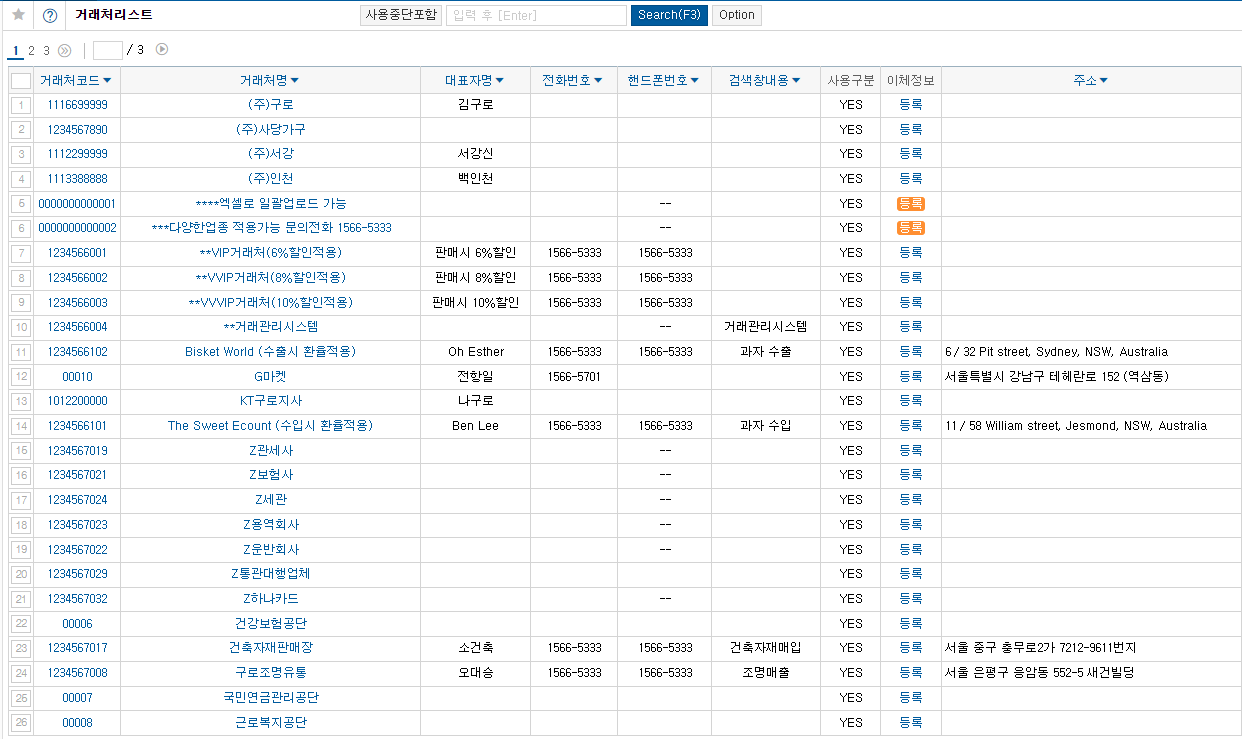 거래처리스트 사용중단포함 입력 후 [Enter] Search(F3) Option
1 2 3 / 3
거래처코드▼ 거래처명▼ 대표자명▼ 전화번호▼ 핸드폰번호▼ 검색창내용▼ 사용구분 이체정보 주소▼
1 1116699999 (주)구로 김구로 YES 등록
2 1234567890 (주)사당가구 YES 등록
3 1112299999 (주)서강 서강신 YES 등록
4 1113388888 (주)인천 백인천 YES 등록
5 0000000000001 ****엑셀로 일괄업로드 가능 -- YES 등록
6 0000000000002 ***다양한업종 적용가능 문의전화 1566-5333 -- YES 등록
7 1234566001 **VIP거래처(6%할인적용) 판매시 6%할인 1566-5333 1566-5333 YES 등록
8 1234566002 **VVIP거래처(8%할인적용) 판매시 8%할인 1566-5333 1566-5333 YES 등록
9 1234566003 **VVVIP거래처(10%할인적용) 판매시 10%할인 1566-5333 1566-5333 YES 등록
10 1234566004 **거래관리시스템 -- 거래관리시스템 YES 등록
11 1234566102 Bisket World (수출시 환율적용) Oh Esther 1566-5333 1566-5333 과자 수출 YES 등록 6 / 32 Pit street, Sydney, NSW, Australia
12 00010 G마켓 전항일 1566-5701 YES 등록 서울특별시 강남구 테헤란로 152 (역삼동)
13 1012200000 KT구로지사 나구로 YES 등록
14 1234566101 The Sweet Ecount (수입시 환율적용) Ben Lee 1566-5333 1566-5333 과자 수입 YES 등록 11 / 58 William street, Jesmond, NSW, Australia
15 1234567019 Z관세사 -- YES 등록
16 1234567021 Z보험사 -- YES 등록
17 1234567024 Z세관 -- YES 등록
18 1234567023 Z용역회사 -- YES 등록
19 1234567022 Z운반회사 -- YES 등록
20 1234567029 Z통관대행업체 YES 등록
21 1234567032 Z하나카드 -- YES 등록
22 00006 건강보험공단 YES 등록
23 1234567017 건축자재판매장 소건축 1566-5333 1566-5333 건축자재매입 YES 등록 서울 중구 충무로2가 7212-9611번지
24 1234567008 구로조명유통 오대승 1566-5333 1566-5333 조명매출 YES 등록 서울 은평구 응암동 552-5 새건빌딩
25 00007 국민연금관리공단 YES 등록
26 00008 근로복지공단 YES 등록